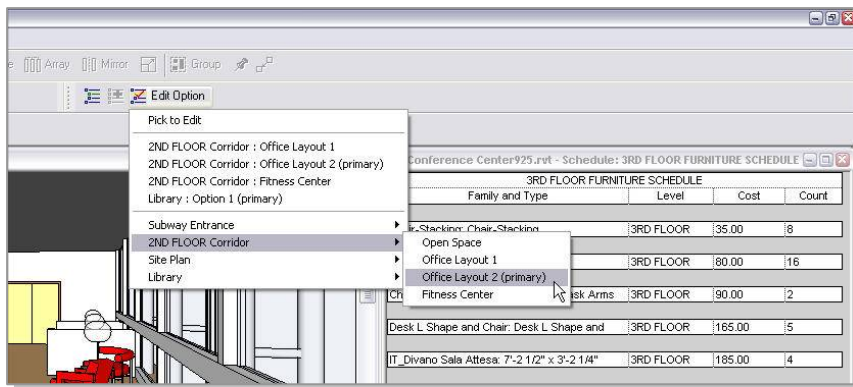 Array Mirror Group
Edit Option
Pick to Edit
2ND FLOOR Corridor : Office Layout 1
2ND FLOOR Corridor : Office Layout 2 (primary)
2ND FLOOR Corridor : Fitness Center
Library : Option 1 (primary)
Subway Entrance
2ND FLOOR Corridor
Site Plan
Library
Open Space
Office Layout 1
Office Layout 2 (primary)
Fitness Center
Conference Center925.rvt - Schedule: 3RD FLOOR FURNITURE SCHEDULE
3RD FLOOR FURNITURE SCHEDULE
Family and Type Level Cost Count
Chair-Stacking 3RD FLOOR 35.00 8
3RD FLOOR 80.00 16
Arms 3RD FLOOR 90.00 2
Desk L Shape and Chair: Desk L Shape and 3RD FLOOR 165.00 5
IT_Divano Sala Attesa: 7'-2 1/2" x 3'-2 1/4" 3RD FLOOR 185.00 4